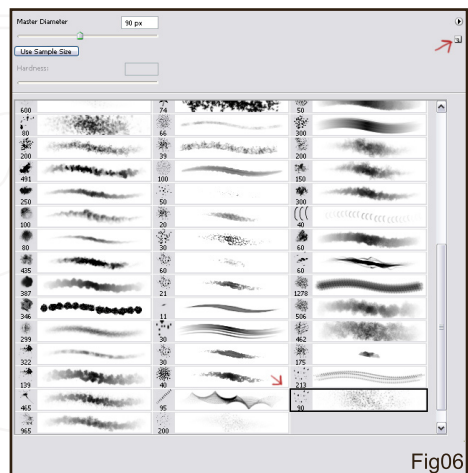 Master Diameter 90 px
Use Sample Size
Hardness:
600 74 50
80 66 300
200 39 200
491 100 150
250 50 300
100 20 40
80 30 60
435 60 60
387 21 1278
346 11 506
299 30 462
322 30 175
139 40 213
465 95 90
965 200
Fig06